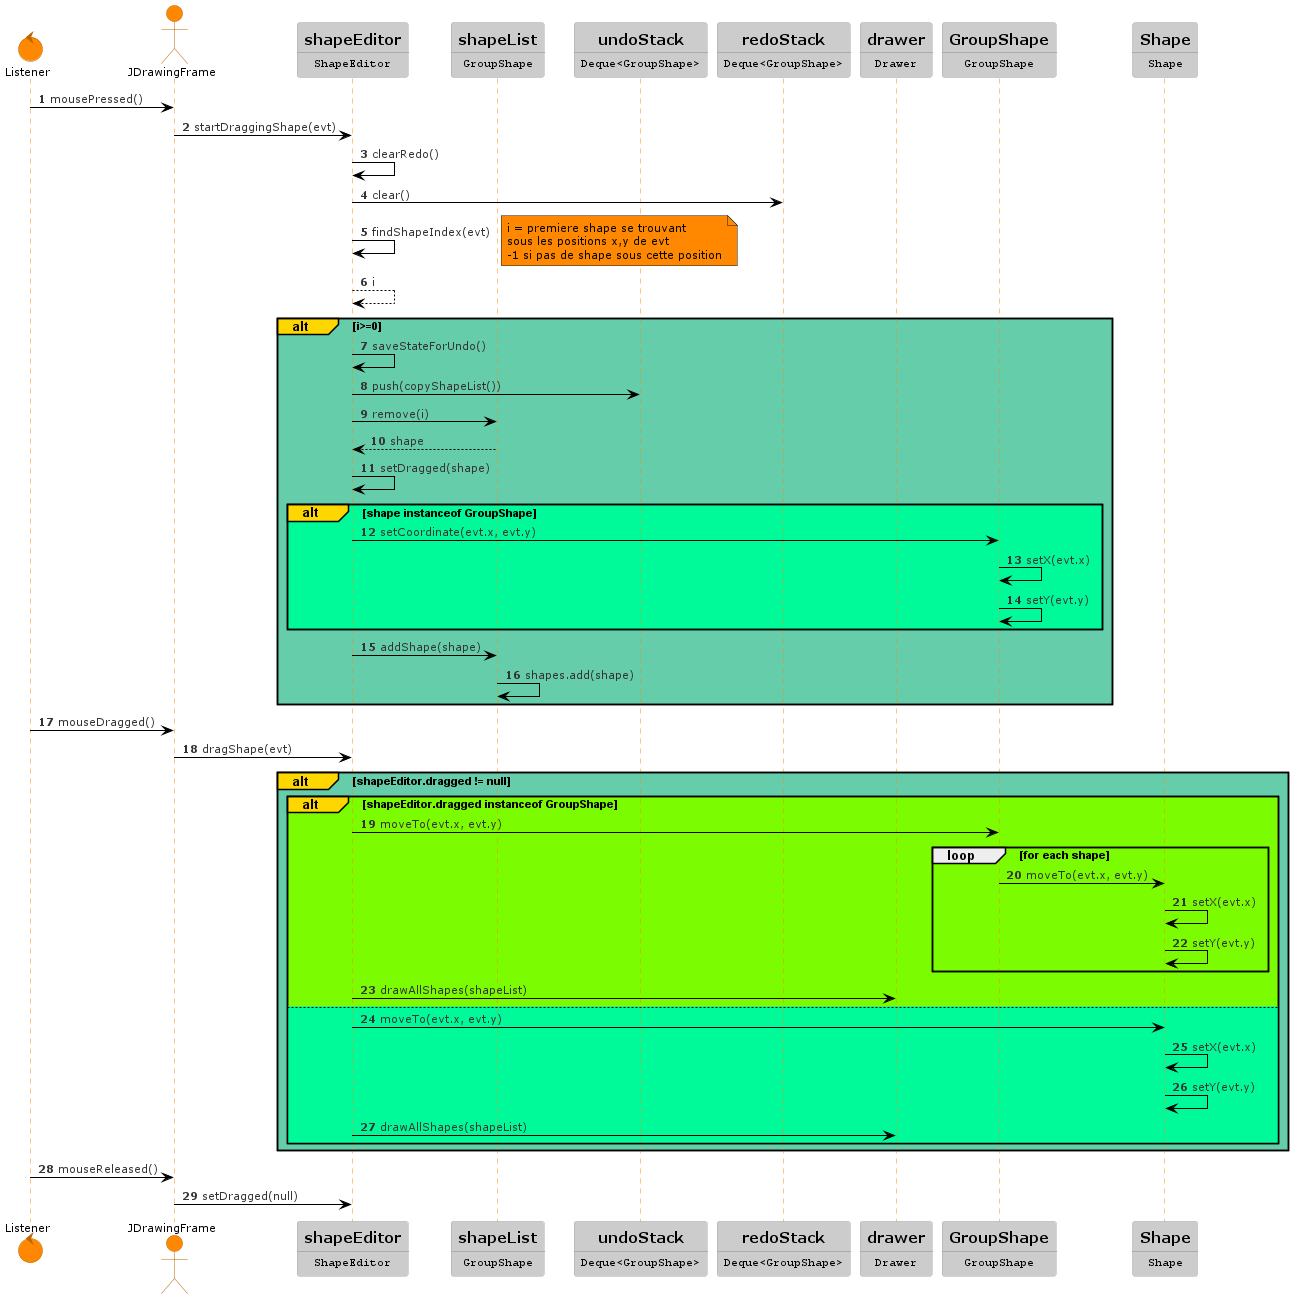 Listener
JDrawingFrame
shapeEditor
ShapeEditor
shapeList
GroupShape
undoStack
Deque<GroupShape>
redoStack
Deque<GroupShape>
drawer
Drawer
GroupShape
GroupShape
Shape
Shape
1 mousePressed()
2 startDraggingShape(evt)
3 clearRedo()
4 clear()
5 findShapeIndex(evt)
i = premiere shape se trouvant
sous les positions x,y de evt
-1 si pas de shape sous cette position
6 i
alt [i>=0]
7 saveStateForUndo()
8 push(copyShapeList())
9 remove(i)
10 shape
11 setDragged(shape)
alt [shape instanceof GroupShape]
12 setCoordinate(evt.x, evt.y)
13 setX(evt.x)
14 setY(evt.y)
15 addShape(shape)
16 shapes.add(shape)
17 mouseDragged()
18 dragShape(evt)
alt [shapeEditor.dragged != null]
alt [shapeEditor.dragged instanceof GroupShape]
19 moveTo(evt.x, evt.y)
loop [for each shape]
20 moveTo(evt.x, evt.y)
21 setX(evt.x)
22 setY(evt.y)
23 drawAllShapes(shapeList)
24 moveTo(evt.x, evt.y)
25 setX(evt.x)
26 setY(evt.y)
27 drawAllShapes(shapeList)
28 mouseReleased()
29 setDragged(null)
Listener
JDrawingFrame
shapeEditor
ShapeEditor
shapeList
GroupShape
undoStack
Deque<GroupShape>
redoStack
Deque<GroupShape>
drawer
Drawer
GroupShape
GroupShape
Shape
Shape